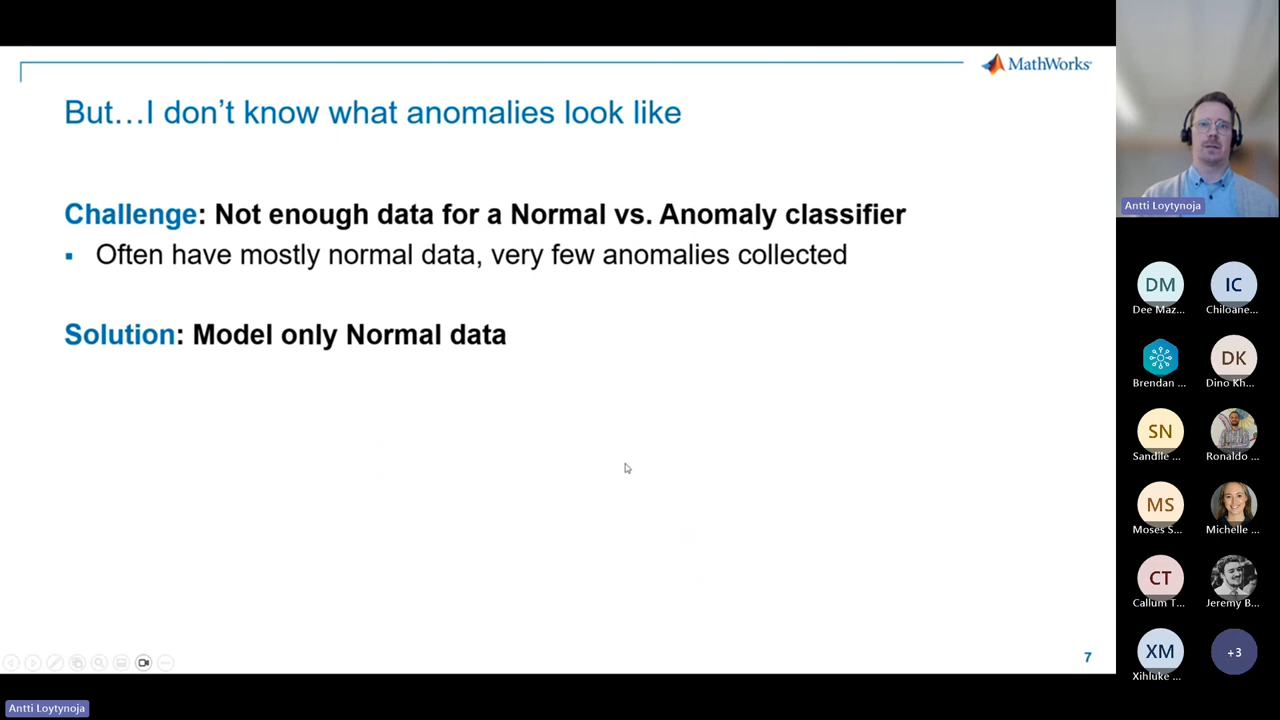 MathWorks
But…I don't know what anomalies look like
Challenge: Not enough data for a Normal vs. Anomaly classifier
▪ Often have mostly normal data, very few anomalies collected
Solution: Model only Normal data
7
Antti Loytynoja
Antti Loytynoja
DM
IC
Dee Maz...
Chiloane...
DK
Brendan ...
Dino Kh...
SN
Sandile ...
Ronaldo ...
MS
Moses S...
Michelle ...
CT
Callum T...
Jeremy B...
XM
+3
Xihluke ...